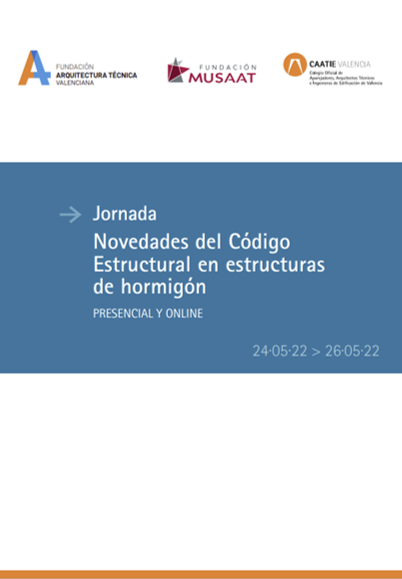 FUNDACIÓN
ARQUITECTURA TÉCNICA
VALENCIANA
FUNDACIÓN
MUSAAT
CAATIE VALENCIA
Colegio Oficial de
Aparejadores, Arquitectos Técnicos
e Ingenieros de Edificación de Valencia
Jornada
Novedades del Código
Estructural en estructuras
de hormigón
PRESENCIAL Y ONLINE
24·05·22 > 26·05·22